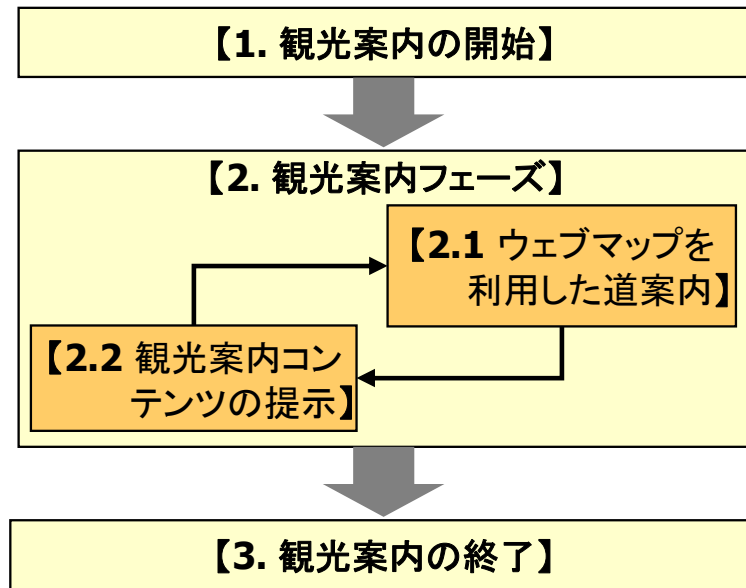 【1. 観光案内の開始】
【2. 観光案内フェーズ】
【2.1 ウェブマップを
利用した道案内】
【2.2 観光案内コン
テンツの提示】
【3. 観光案内の終了】